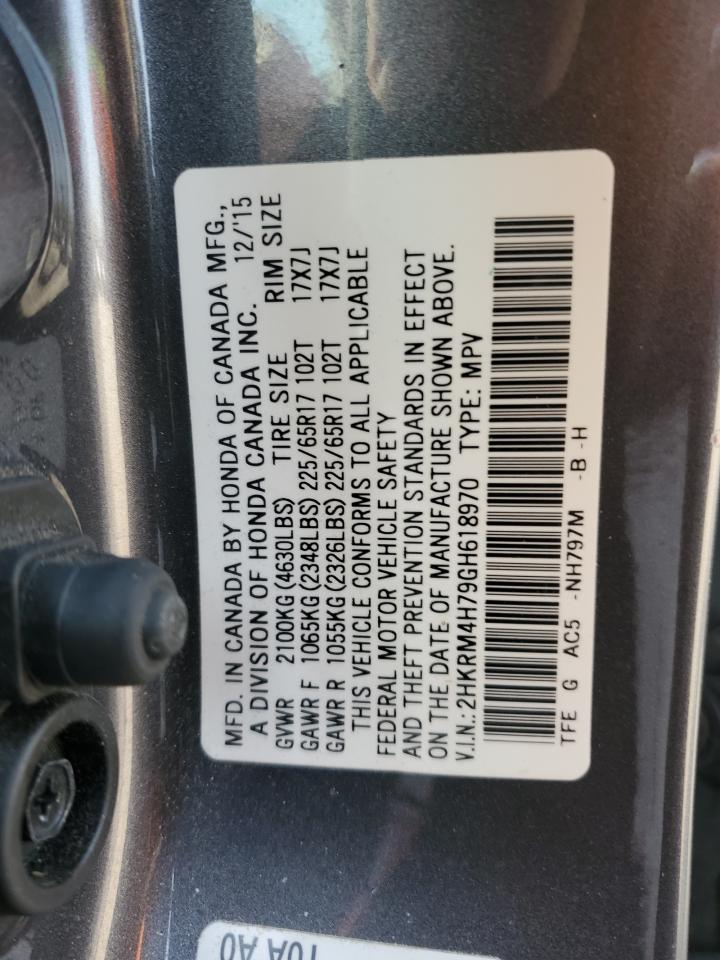 MFD. IN CANADA BY HONDA OF CANADA MFG.,
A DIVISION OF HONDA CANADA INC. 12/'15
GVWR 2100KG (4630LBS) TIRE SIZE RIM SIZE
GAWR F 1065KG (2348LBS) 225/65R17 102T 17X7J
GAWR R 1055KG (2326LBS) 225/65R17 102T 17X7J
THIS VEHICLE CONFORMS TO ALL APPLICABLE
FEDERAL MOTOR VEHICLE SAFETY
AND THEFT PREVENTION STANDARDS IN EFFECT
ON THE DATE OF MANUFACTURE SHOWN ABOVE.
V.I.N.: 2HKRM4H79GH618970 TYPE: MPV
TFE G AC5 -NH797M -B -H